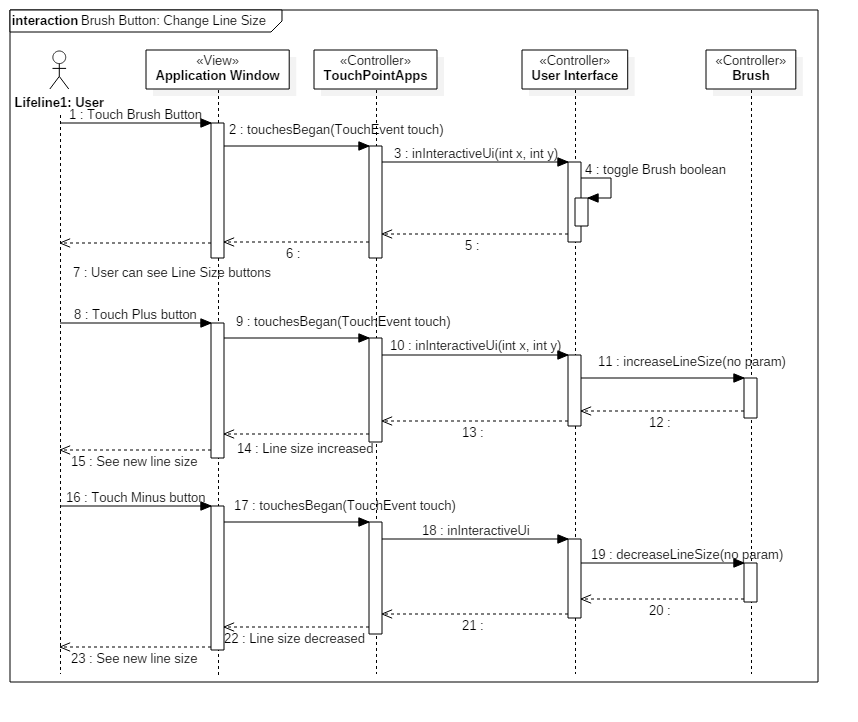 interaction Brush Button: Change Line Size
«View»
Application Window
«Controller»
TouchPointApps
«Controller»
User Interface
«Controller»
Brush
Lifeline1: User
1 : Touch Brush Button
2 : touchesBegan(TouchEvent touch)
3 : inInteractiveUi(int x, int y)
4 : toggle Brush boolean
5 :
6 :
7 : User can see Line Size buttons
8 : Touch Plus button
9 : touchesBegan(TouchEvent touch)
10 : inInteractiveUi(int x, int y)
11 : increaseLineSize(no param)
12 :
13 :
14 : Line size increased
15 : See new line size
16 : Touch Minus button
17 : touchesBegan(TouchEvent touch)
18 : inInteractiveUi
19 : decreaseLineSize(no param)
20 :
21 :
22 : Line size decreased
23 : See new line size